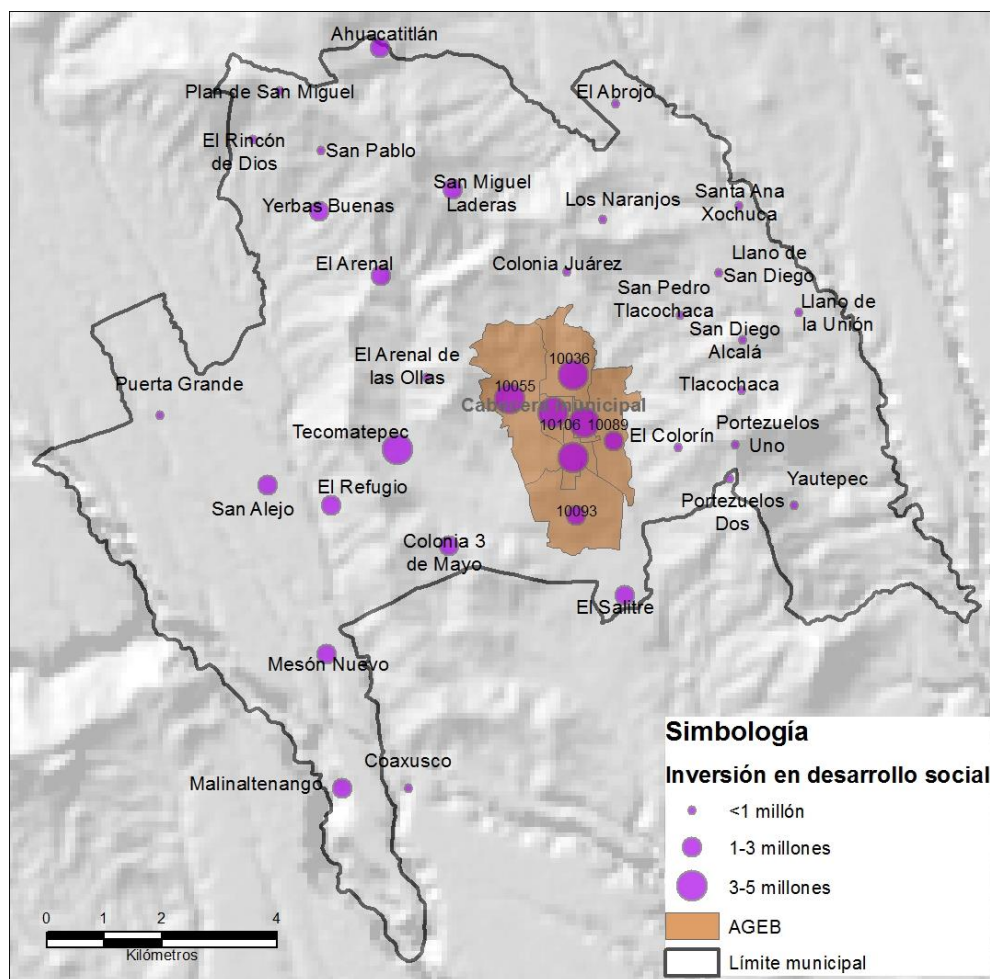 Ahuacatitlán
Plan de San Miguel
El Abrojo
El Rincón
de Dios
San Pablo
San Miguel
Laderas
Yerbas Buenas
Los Naranjos
Santa Ana
Xochuca
El Arenal
Colonia Juárez
Llano de
San Diego
San Pedro
Tlacochaca
Llano de
la Unión
San Diego
Alcalá
El Arenal de
las Ollas
10036
Puerta Grande
10055
Tlacochaca
Cabecera municipal
10106
10089
Tecomatepec
El Colorín
Portezuelos
Uno
San Alejo
El Refugio
Yautepec
Portezuelos
Dos
10093
Colonia 3
de Mayo
El Salitre
Mesón Nuevo
Malinaltenango
Coaxusco
Simbología
Inversión en desarrollo social
<1 millón
1-3 millones
3-5 millones
AGEB
Límite municipal
0 1 2 4
Kilómetros